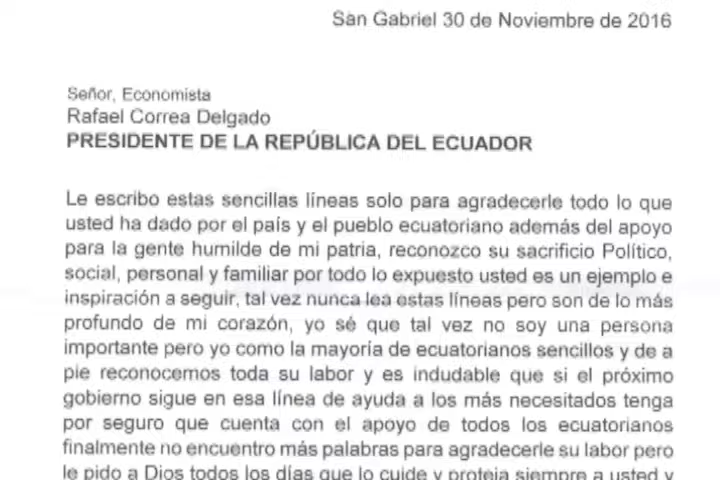 San Gabriel 30 de Noviembre de 2016
Señor, Economista
Rafael Correa Delgado
PRESIDENTE DE LA REPÚBLICA DEL ECUADOR
Le escribo estas sencillas líneas solo para agradecerle todo lo que
usted ha dado por el país y el pueblo ecuatoriano además del apoyo
para la gente humilde de mi patria, reconozco su sacrificio Político,
social, personal y familiar por todo lo expuesto usted es un ejemplo e
inspiración a seguir, tal vez nunca lea estas líneas pero son de lo más
profundo de mi corazón, yo sé que tal vez no soy una persona
importante pero yo como la mayoría de ecuatorianos sencillos y de a
pie reconocemos toda su labor y es indudable que si el próximo
gobierno sigue en esa línea de ayuda a los más necesitados tenga
por seguro que cuenta con el apoyo de todos los ecuatorianos
finalmente no encuentro más palabras para agradecerle su labor pero
le pido a Dios todos los días que lo cuide y proteja siempre a usted y